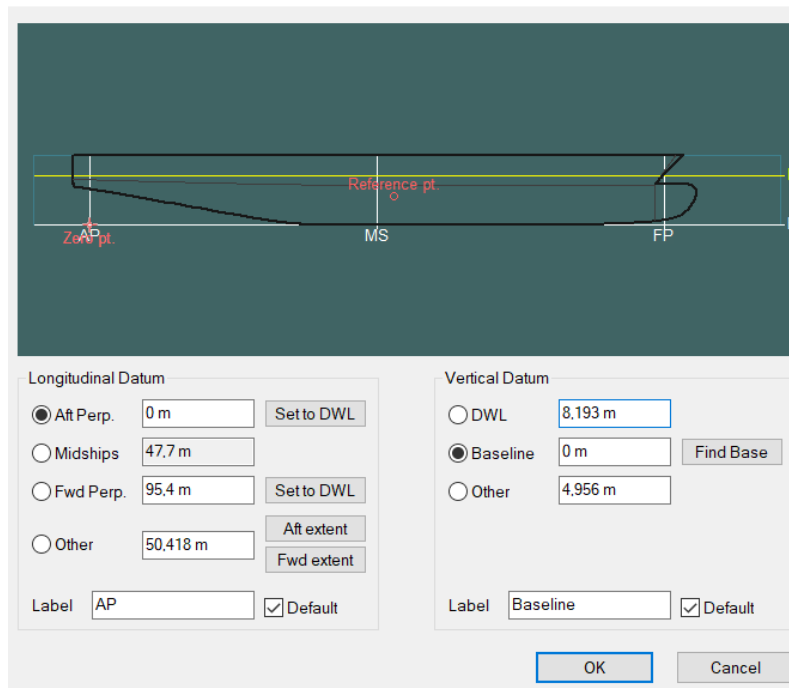 Reference pt.
Zero pt.
AP
MS
FP
Longitudinal Datum
Aft Perp.
0 m
Set to DWL
Midships
47,7 m
Fwd Perp.
95,4 m
Set to DWL
Other
50,418 m
Aft extent
Fwd extent
Label
AP
Default
Vertical Datum
DWL
8,193 m
Baseline
0 m
Find Base
Other
4,956 m
Label
Baseline
Default
OK
Cancel